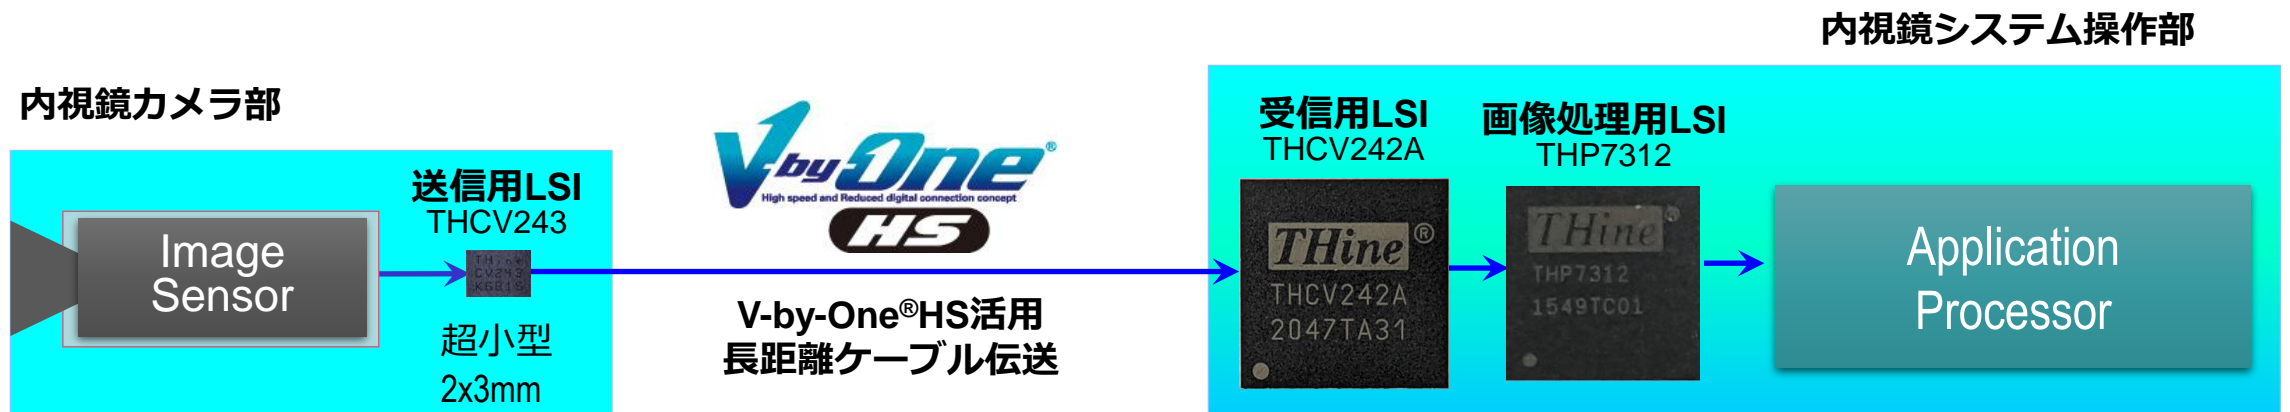 内視鏡システム操作部
内視鏡カメラ部
Image
Sensor
送信用LSI
THCV243
THine
CV243
K6815
超小型
2x3mm
V-by-One®
High speed and Reduced digital connection concept
HS
V-by-One®HS活用
長距離ケーブル伝送
受信用LSI
THCV242A
THine®
THCV242A
2047TA31
画像処理用LSI
THP7312
THine®
THP7312
1549TC01
Application
Processor